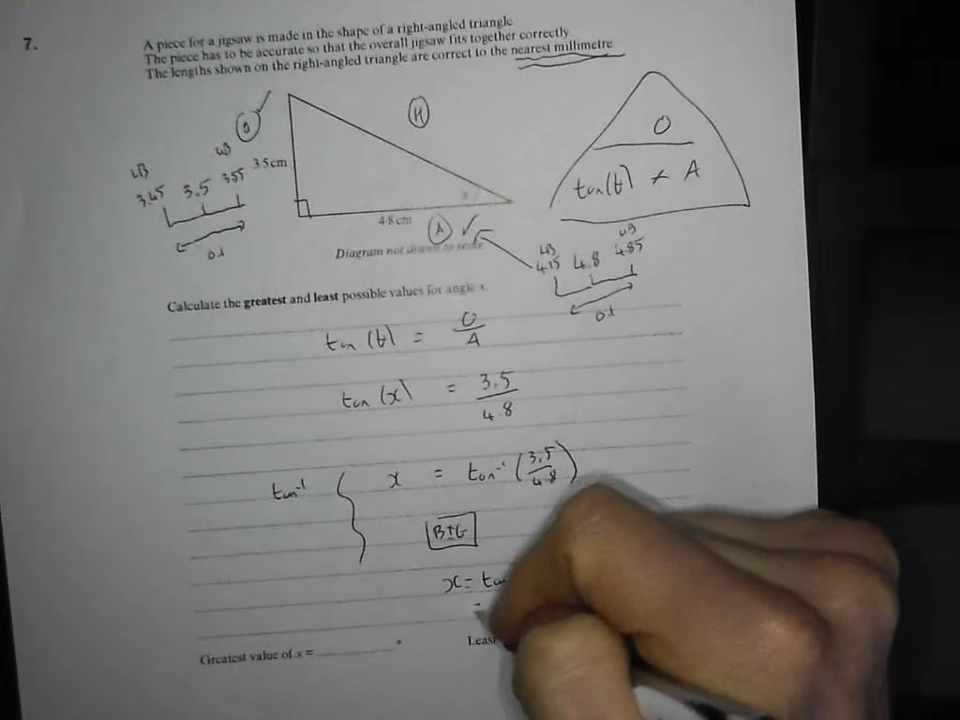 7.
A piece for a jigsaw is made in the shape of a right-angled triangle
The piece has to be accurate so that the overall jigsaw fits together correctly
The lengths shown on the right-angled triangle are correct to the nearest millimetre
H
O
O
LB UB
3.45 3.5 3.55
3 5cm
x
tan(θ) × A
0.1
4·8 cm
A ✓
Diagram not drawn to scale
LB UB
4.8 4.85
0.1
Calculate the greatest and least possible values for angle x.
tan (θ) = O/A
tan (x) = 3.5/4.8
tan⁻¹ { x = tan⁻¹ (3.5/4.8)
BIG
x = tan
=
Greatest value of x = °
Least